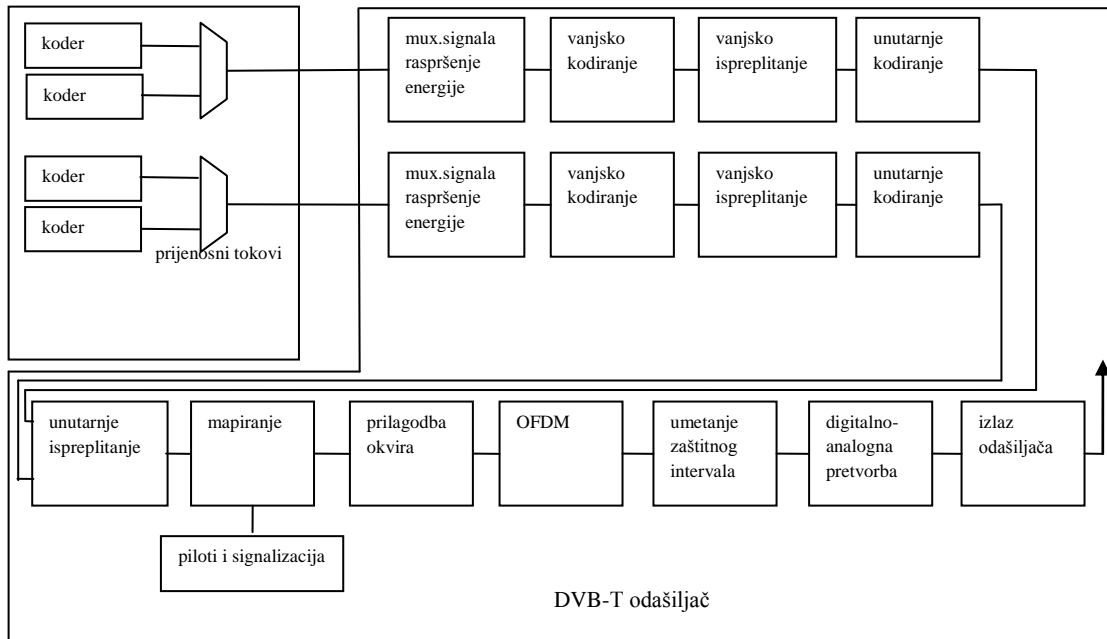 koder
koder
mux.signala
raspršenje
energije
vanjsko
kodiranje
vanjsko
ispreplitanje
unutarnje
kodiranje
koder
koder
prijenosni tokovi
mux.signala
raspršenje
energije
vanjsko
kodiranje
vanjsko
ispreplitanje
unutarnje
kodiranje
unutarnje
ispreplitanje
mapiranje
prilagodba
okvira
OFDM
umetanje
zaštitnog
intervala
digitalno-
analogna
pretvorba
izlaz
odašiljača
piloti i signalizacija
DVB-T odašiljač